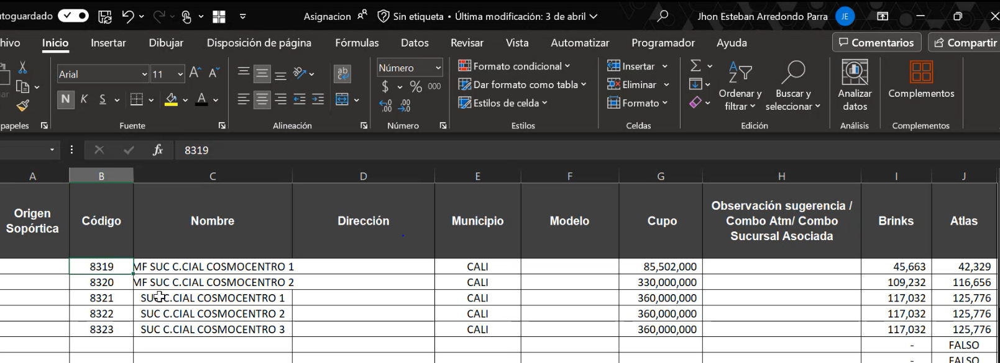 utoguardado Asignacion Sin etiqueta • Última modificación: 3 de abril Jhon Esteban Arredondo Parra JE
hivo Inicio Insertar Dibujar Disposición de página Fórmulas Datos Revisar Vista Automatizar Programador Ayuda Comentarios Compartir
Arial 11 Número Formato condicional Insertar
$ % 000 Dar formato como tabla Eliminar
N K S A Estilos de celda Formato
Ordenar y filtrar
Buscar y seleccionar
Analizar datos
Complementos
papeles Fuente Alineación Número Estilos Celdas Edición Análisis Complementos
fx 8319
A B C D E F G H I J
Origen Sopórtica
Código
Nombre
Dirección
Municipio
Modelo
Cupo
Observación sugerencia /
Combo Atm/ Combo
Sucursal Asociada
Brinks
Atlas
8319 MF SUC C.CIAL COSMOCENTRO 1 CALI 85,502,000 45,663 42,329
8320 MF SUC C.CIAL COSMOCENTRO 2 CALI 330,000,000 109,232 116,656
8321 SUC C.CIAL COSMOCENTRO 1 CALI 360,000,000 117,032 125,776
8322 SUC C.CIAL COSMOCENTRO 2 CALI 360,000,000 117,032 125,776
8323 SUC C.CIAL COSMOCENTRO 3 CALI 360,000,000 117,032 125,776
- FALSO
- FALSO